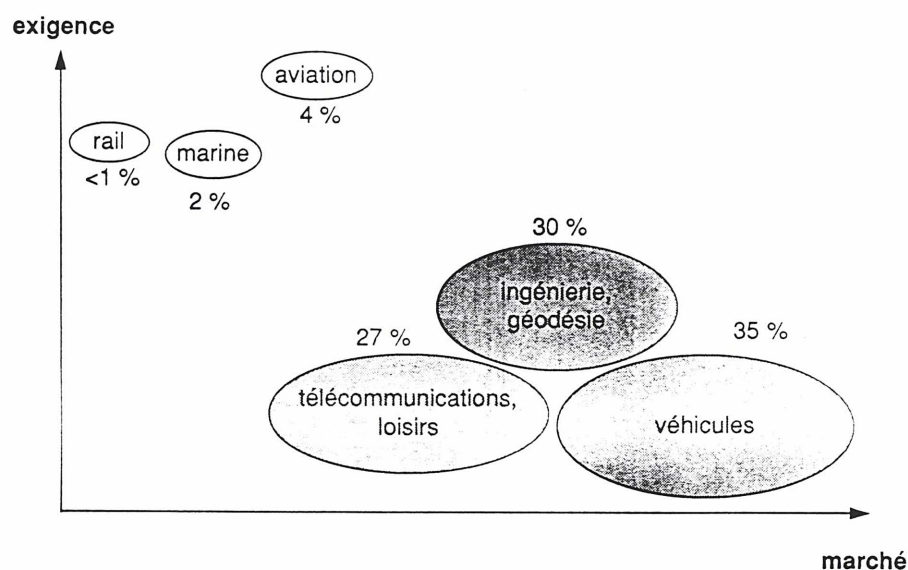 exigence
aviation
4 %
rail
<1 %
marine
2 %
30 %
ingénierie,
géodésie
27 %
35 %
télécommunications,
loisirs
véhicules
marché